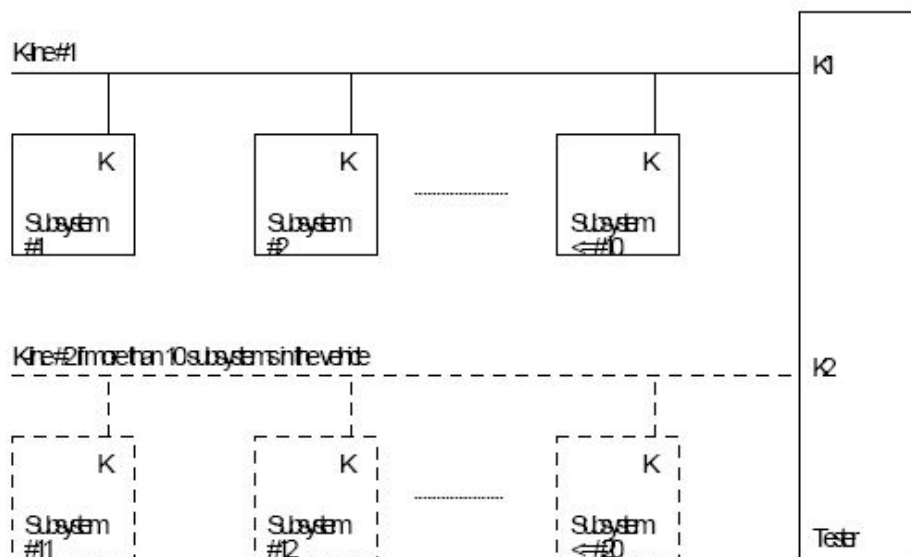 K-line #1
K1
K
K
K
Subsystem
#1
Subsystem
#2
Subsystem
<=#10
K-line #2 if more than 10 subsystems in the vehicle
K2
K
K
K
Subsystem
#11
Subsystem
#12
Subsystem
<=#20
Tester